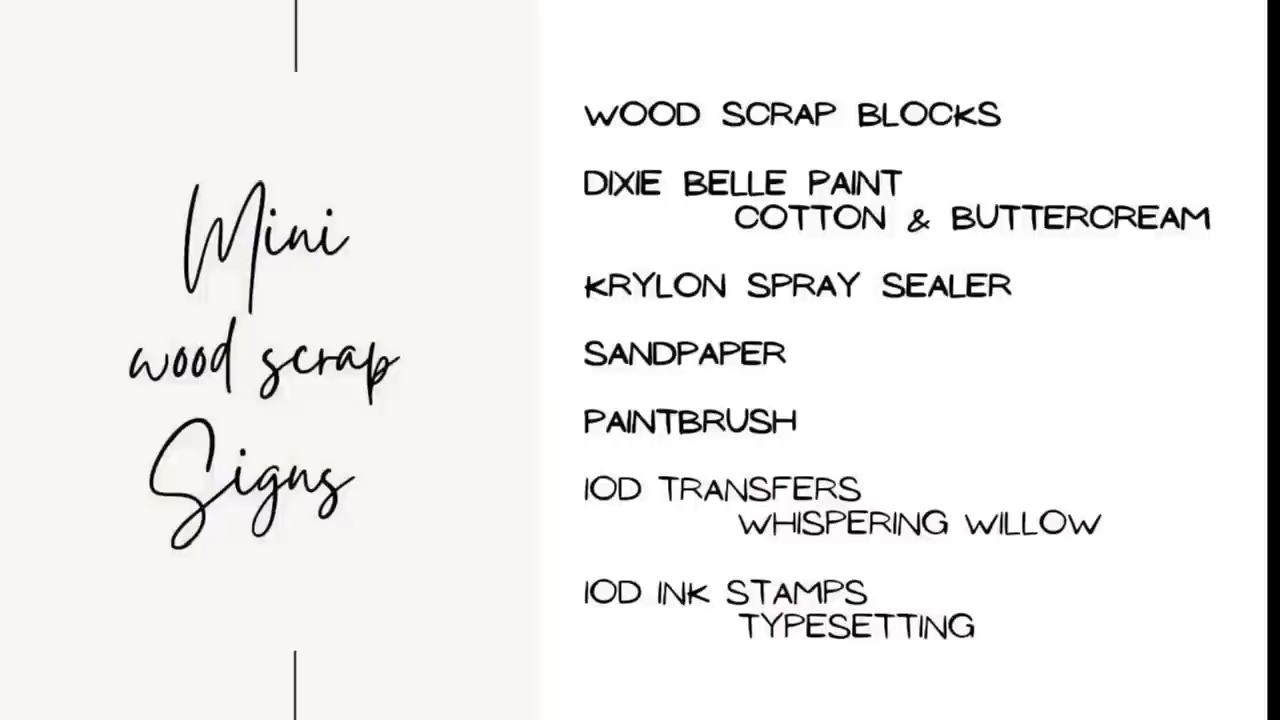 Mini
wood scrap
Signs
WOOD SCRAP BLOCKS
DIXIE BELLE PAINT
COTTON & BUTTERCREAM
KRYLON SPRAY SEALER
SANDPAPER
PAINTBRUSH
IOD TRANSFERS
WHISPERING WILLOW
IOD INK STAMPS
TYPESETTING